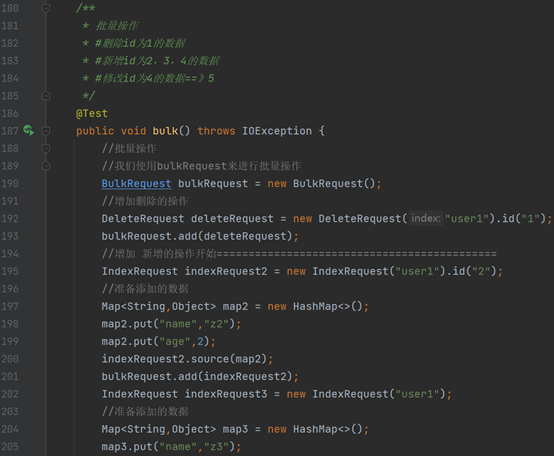 180 /**
181 * 批量操作
182 * #删除id为1的数据
183 * #新增id为2，3，4的数据
184 * #修改id为4的数据==》5
185 */
186 @Test
187 public void bulk() throws IOException {
188 //批量操作
189 //我们使用bulkRequest来进行批量操作
190 BulkRequest bulkRequest = new BulkRequest();
191 //增加删除的操作
192 DeleteRequest deleteRequest = new DeleteRequest( index: "user1").id("1");
193 bulkRequest.add(deleteRequest);
194 //增加 新增的操作开始============================================
195 IndexRequest indexRequest2 = new IndexRequest("user1").id("2");
196 //准备添加的数据
197 Map<String,Object> map2 = new HashMap<>();
198 map2.put("name","z2");
199 map2.put("age",2);
200 indexRequest2.source(map2);
201 bulkRequest.add(indexRequest2);
202 IndexRequest indexRequest3 = new IndexRequest("user1");
203 //准备添加的数据
204 Map<String,Object> map3 = new HashMap<>();
205 map3.put("name","z3");